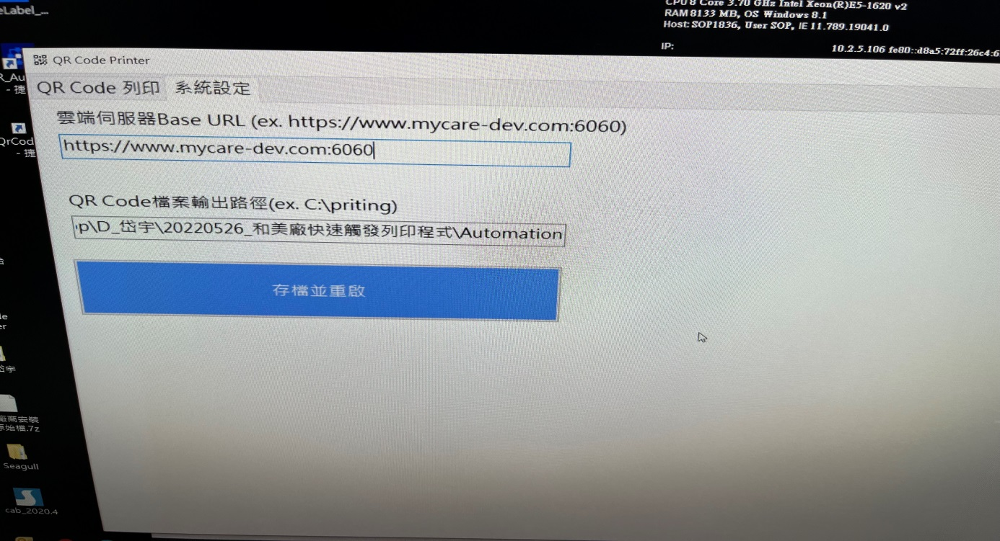 eLabel_...
CPU 8 Core 3.70 GHz Intel Xeon(R)E5-1620 v2
RAM 8133 MB, OS Windows 8.1
Host: SOP1836, User SOP, IE 11.789.19041.0
IP:
10.2.5.106 fe80::d8a5:72ff:26c4:6
QR Code Printer
R_Au
- 捷
QR Code 列印
系統設定
雲端伺服器Base URL (ex. https://www.mycare-dev.com:6060)
https://www.mycare-dev.com:6060
QrCod
- 捷
QR Code檔案輸出路徑(ex. C:\priting)
p\D_岱宇\20220526_和美廠快速觸發列印程式\Automation
存檔並重啟
le
er
岱宇
廠商安裝
原始檔.7z
Seagull
cab_2020.4